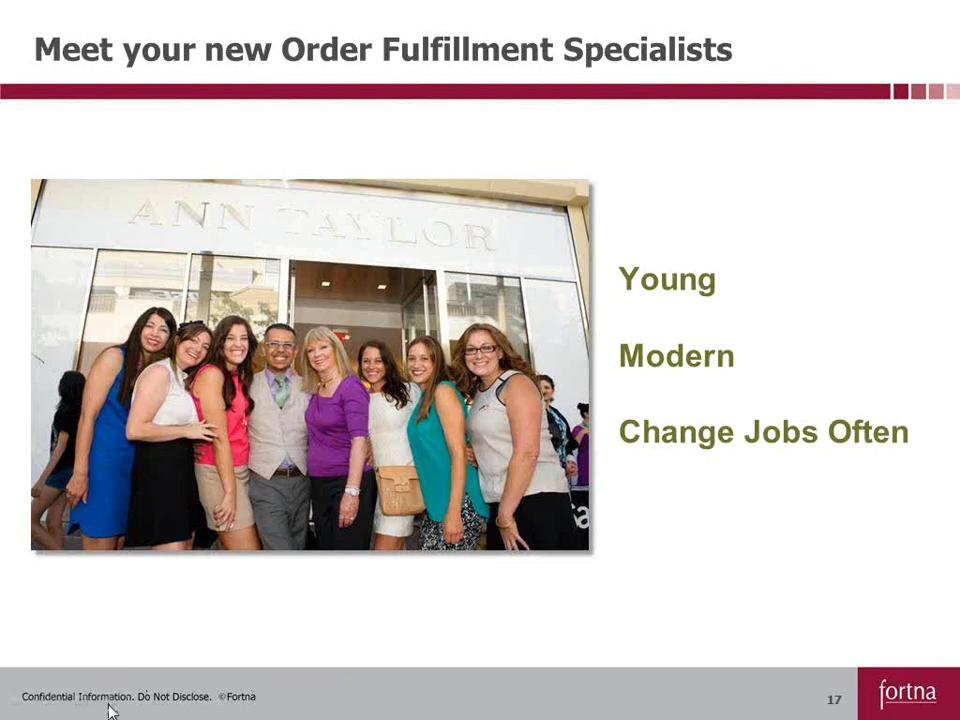 Meet your new Order Fulfillment Specialists
ANN TAYLOR
Young
Modern
Change Jobs Often
Confidential Information. Do Not Disclose. ©Fortna
17
fortna